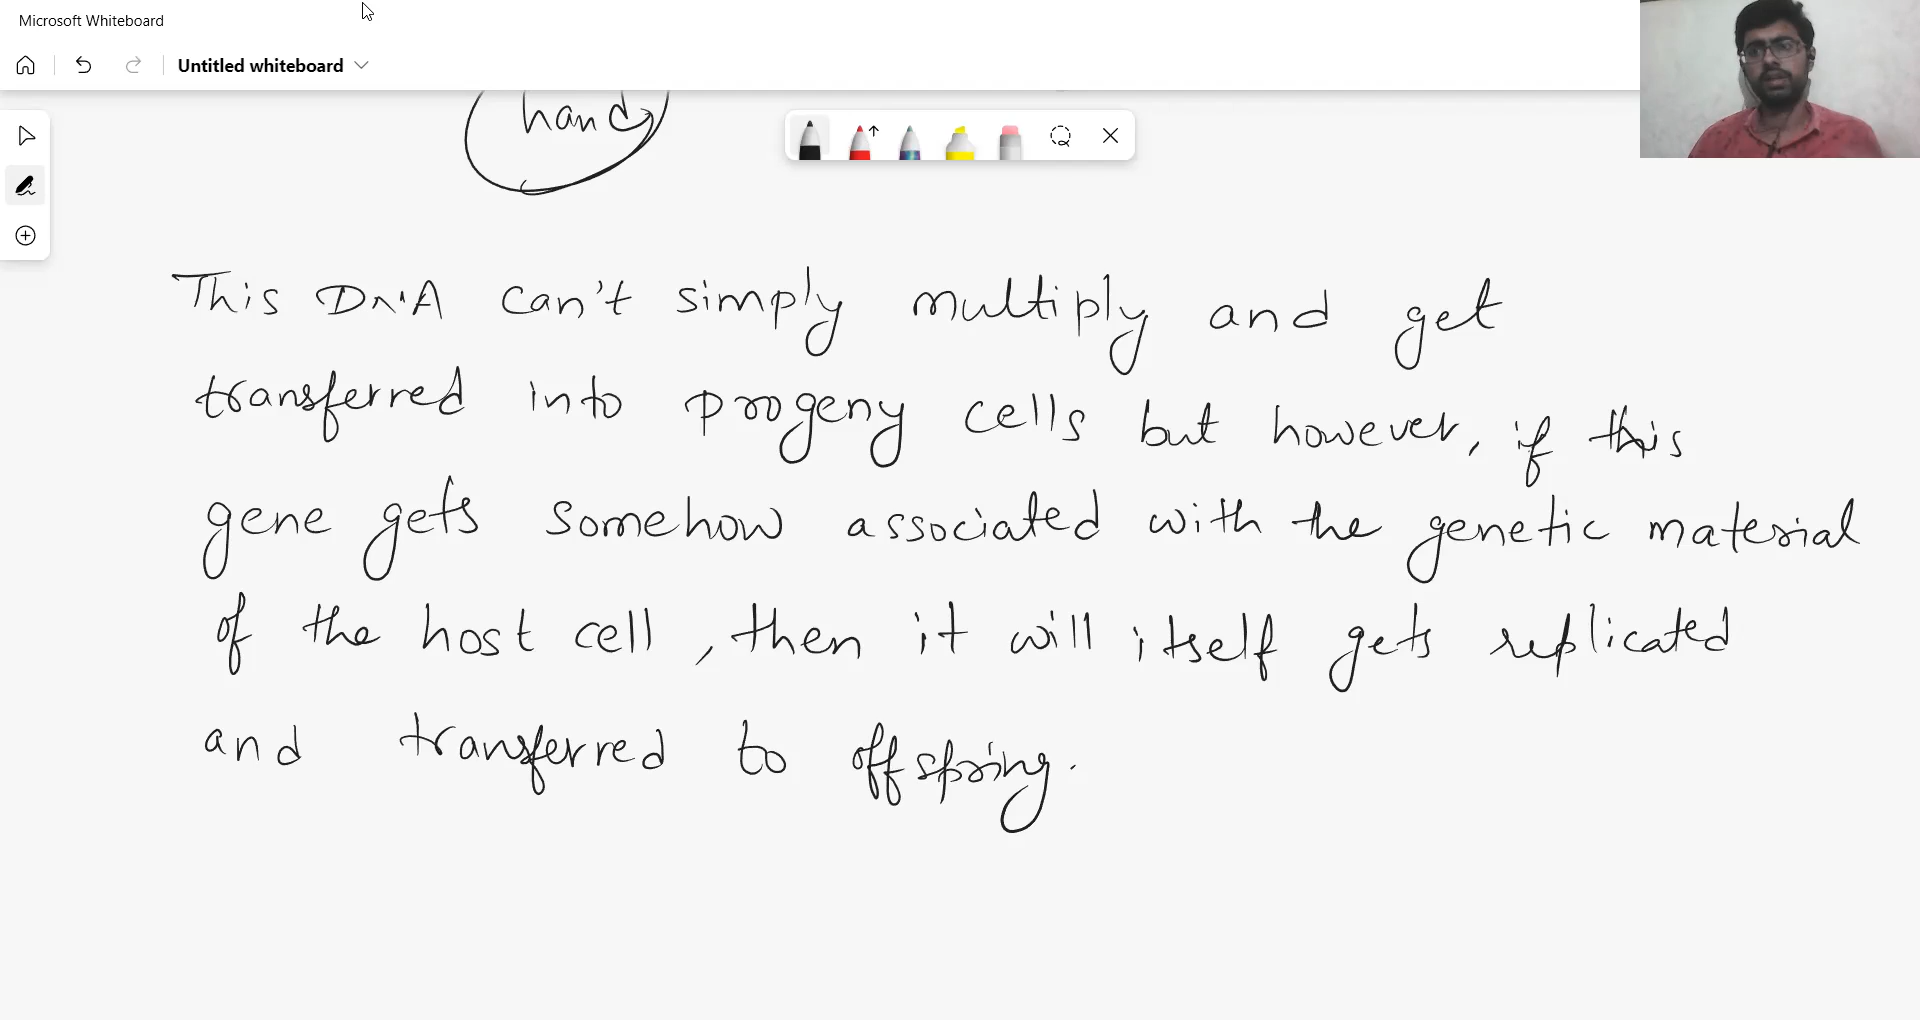 Microsoft Whiteboard
Untitled whiteboard
hand
This DNA can't simply multiply and get
transferred into progeny cells but however, if this
gene gets somehow associated with the genetic material
of the host cell, then it will itself gets replicated
and transferred to offspring.